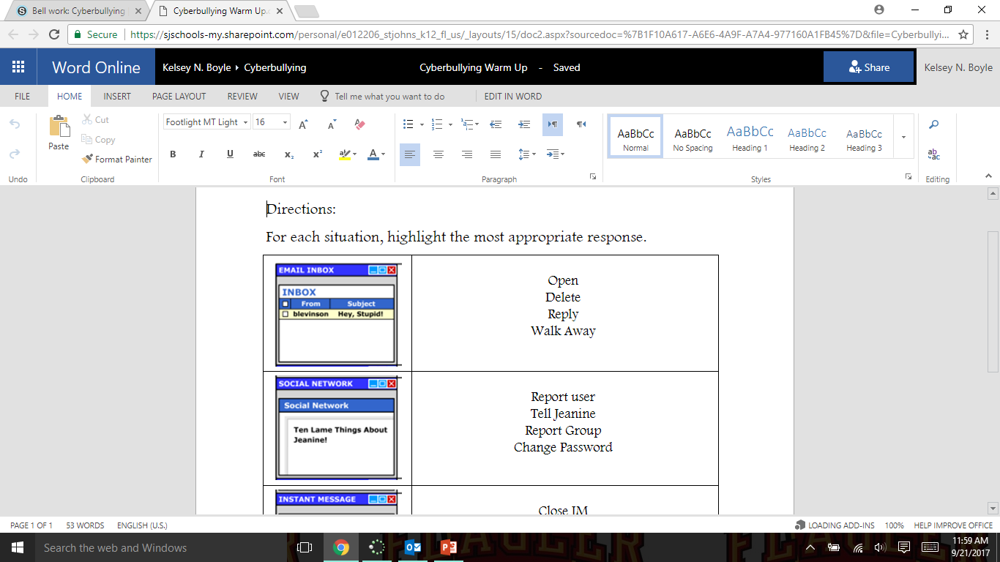 Bell work: Cyberbullying
Cyberbullying Warm Up.
Secure
https://sjschools-my.sharepoint.com/personal/e012206_stjohns_k12_fl_us/_layouts/15/doc2.aspx?sourcedoc=%7B1F10A617-A6E6-4A9F-A7A4-977160A1FB45%7D&file=Cyberbullyi...
Word Online
Kelsey N. Boyle Cyberbullying
Cyberbullying Warm Up - Saved
Share
Kelsey N. Boyle
FILE HOME INSERT PAGE LAYOUT REVIEW VIEW Tell me what you want to do EDIT IN WORD
Paste
Cut
Copy
Format Painter
Footlight MT Light 16
B I U abc x₂ x²
AaBbCc AaBbCc AaBbCc AaBbCc AaBbCc
Normal No Spacing Heading 1 Heading 2 Heading 3
Undo Clipboard Font Paragraph Styles Editing
Directions:
For each situation, highlight the most appropriate response.
EMAIL INBOX
INBOX
From Subject
blevinson Hey, Stupid!
Open
Delete
Reply
Walk Away
SOCIAL NETWORK
Social Network
Ten Lame Things About
Jeanine!
Report user
Tell Jeanine
Report Group
Change Password
INSTANT MESSAGE
Close IM
PAGE 1 OF 1 53 WORDS ENGLISH (U.S.)
LOADING ADD-INS 100% HELP IMPROVE OFFICE
Search the web and Windows
11:59 AM
9/21/2017